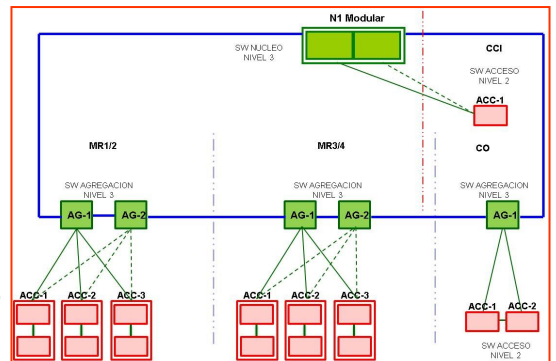 N1 Modular
SW NUCLEO
NIVEL 3
CCI
SW ACCESO
NIVEL 2
ACC-1
MR1/2
MR3/4
CO
SW AGREGACION
NIVEL 3
SW AGREGACION
NIVEL 3
SW AGREGACION
NIVEL 3
AG-1
AG-2
AG-1
AG-2
AG-1
ACC-1
ACC-2
ACC-3
ACC-1
ACC-2
ACC-3
ACC-1
ACC-2
SW ACCESO
NIVEL 2